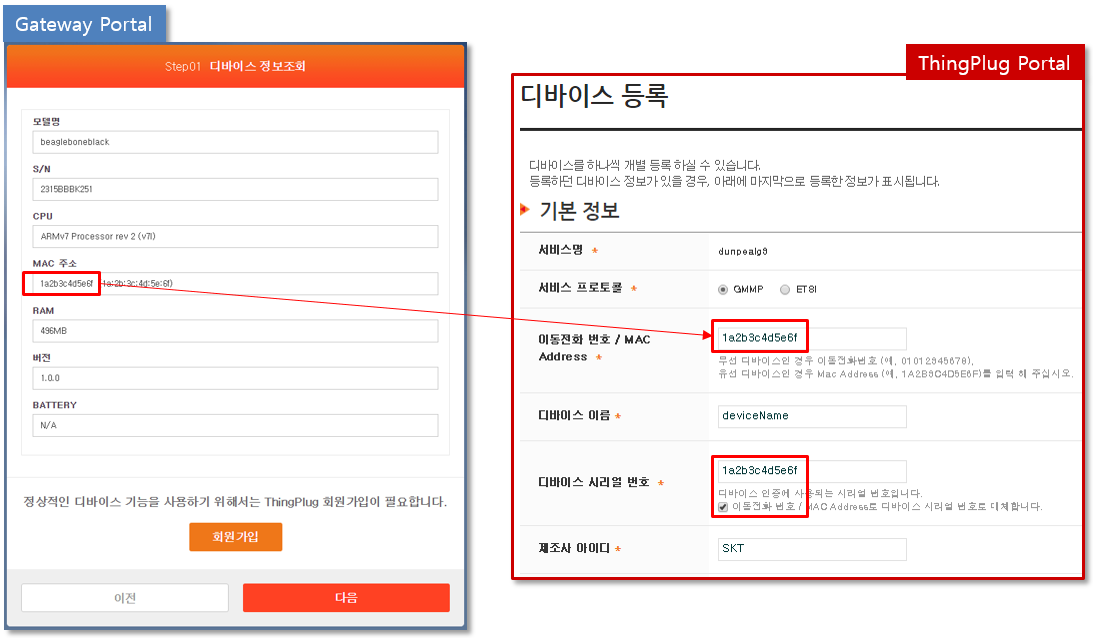 Gateway Portal
Step01 디바이스 정보조회
모델명
beagleboneblack
S/N
2315BBBK251
CPU
ARMv7 Processor rev 2 (v7l)
MAC 주소
1a2b3c4d5e6f (1a:2b:3c:4d:5e:6f)
RAM
496MB
버전
1.0.0
BATTERY
N/A
정상적인 디바이스 기능을 사용하기 위해서는 ThingPlug 회원가입이 필요합니다.
회원가입
이전
다음
ThingPlug Portal
디바이스 등록
디바이스를 하나씩 개별 등록 하실 수 있습니다.
등록하던 디바이스 정보가 있을 경우, 아래에 마지막으로 등록한 정보가 표시됩니다.
기본 정보
서비스명 *
dunpealg9
서비스 프로토콜 *
GMMP ETSI
이동전화 번호 / MAC
Address *
1a2b3c4d5e6f
무선 디바이스인 경우 이동전화번호 (예, 01012345678),
유선 디바이스인 경우 Mac Address (예, 1A2B3C4D5E6F)를 입력 해 주십시오.
디바이스 이름 *
deviceName
디바이스 시리얼 번호 *
1a2b3c4d5e6f
디바이스 인증에 사용되는 시리얼 번호입니다.
이동전화 번호 / MAC Address로 디바이스 시리얼 번호로 대체합니다.
제조사 아이디 *
SKT